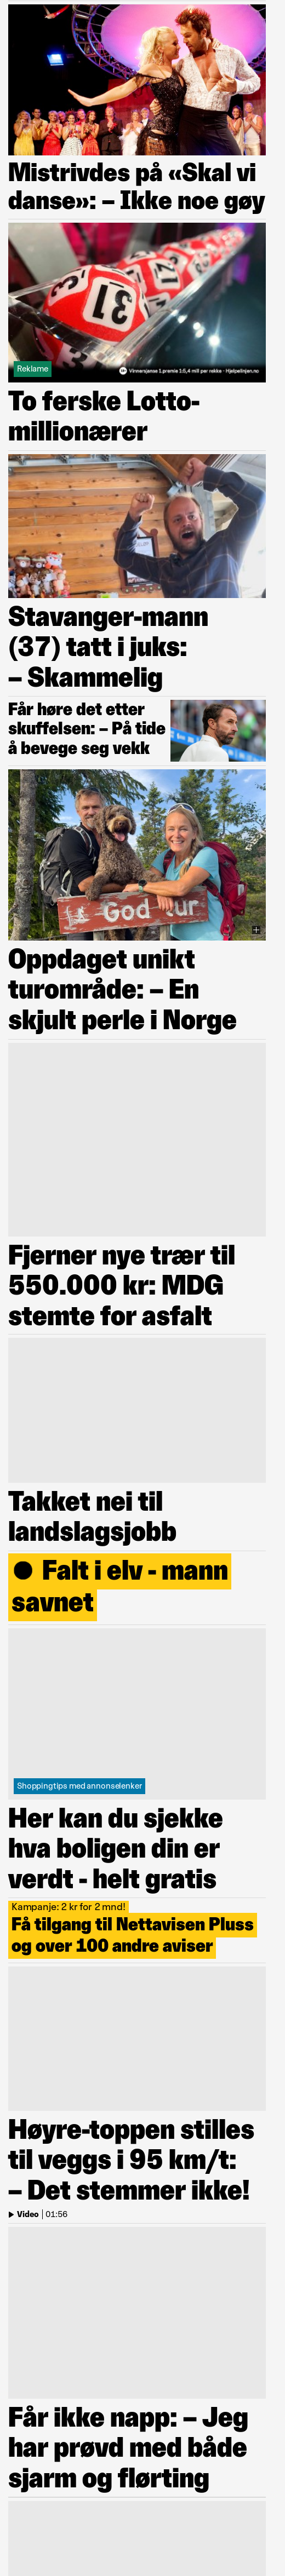 Mistrivdes på «Skal vi
danse»: – Ikke noe gøy
31
Reklame
Vinnersjanse 1.premie 1:5,4 mill per rekke - Hjelpelinjen.no
To ferske Lotto-
millionærer
Stavanger-mann
(37) tatt i juks:
– Skammelig
Får høre det etter
skuffelsen: – På tide
å bevege seg vekk
God tur
Oppdaget unikt
turområde: – En
skjult perle i Norge
Fjerner nye trær til
550.000 kr: MDG
stemte for asfalt
Takket nei til
landslagsjobb
Falt i elv - mann
savnet
Shoppingtips med annonselenker
Her kan du sjekke
hva boligen din er
verdt - helt gratis
Kampanje: 2 kr for 2 mnd!
Få tilgang til Nettavisen Pluss
og over 100 andre aviser
Høyre-toppen stilles
til veggs i 95 km/t:
– Det stemmer ikke!
Video | 01:56
Får ikke napp: – Jeg
har prøvd med både
sjarm og flørting